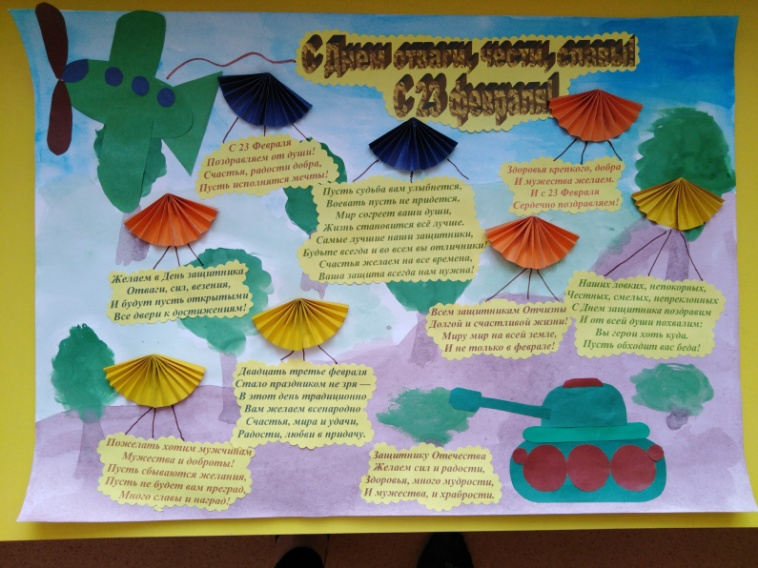 С Днем отваги, чести, славы!
С 23 февраля!
С 23 Февраля
Поздравляем от души!
Счастья, радости добра,
Пусть исполнятся мечты!
Пусть судьба вам улыбнется,
Воевать пусть не придется,
Мир согреет ваши души,
Жизнь становится всё лучше.
Самые лучшие наши защитники,
Будьте всегда и во всем вы отличники!
Счастья желаем на все времена,
Ваша защита всегда нам нужна!
Здоровья крепкого, добра
И мужества желаем.
И с 23 Февраля
Сердечно поздравляем!
Желаем в День защитника
Отваги, сил, везения,
И будут пусть открытыми
Все двери к достижениям!
Всем защитникам Отчизны
Долгой и счастливой жизни!
Миру мир на всей земле,
И не только в феврале!
Наших ловких, непокорных,
Честных, смелых, непреклонных
С Днем защитника поздравим
И от всей души похвалим:
Вы герои хоть куда,
Пусть обходит вас беда!
Двадцать третье февраля
Стало праздником не зря —
В этот день традиционно
Вам желаем всенародно
Счастья, мира и удачи,
Радости, любви в придачу.
Пожелать хотим мужчинам
Мужества и доброты!
Пусть сбываются желания,
Пусть не будет вам преград,
Много славы и наград!
Защитнику Отечества
Желаем сил и радости,
Здоровья, много мудрости,
И мужества, и храбрости.